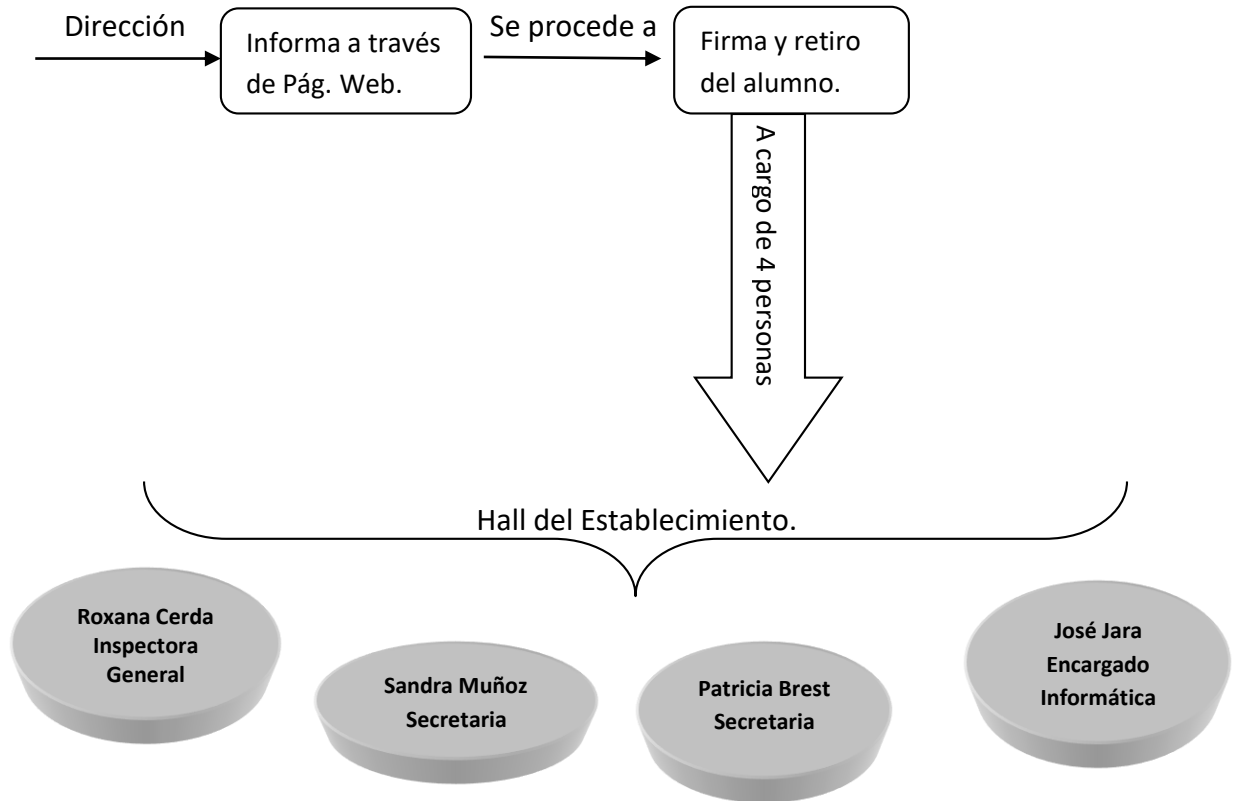 Dirección
Informa a través
de Pág. Web.
Se procede a
Firma y retiro
del alumno.
A cargo de 4 personas
Hall del Establecimiento.
Roxana Cerda
Inspectora
General
Sandra Muñoz
Secretaria
Patricia Brest
Secretaria
José Jara
Encargado
Informática